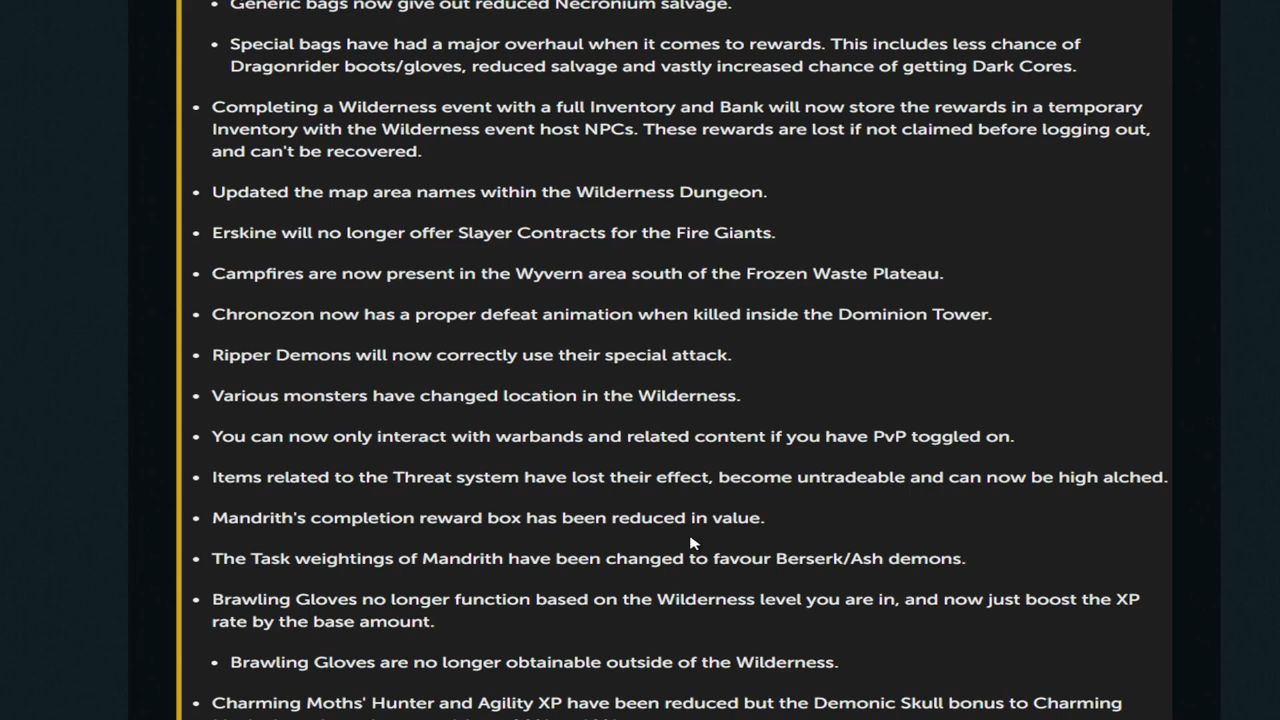 Generic bags now give out reduced Necronium salvage.
Special bags have had a major overhaul when it comes to rewards. This includes less chance of
Dragonrider boots/gloves, reduced salvage and vastly increased chance of getting Dark Cores.
Completing a Wilderness event with a full Inventory and Bank will now store the rewards in a temporary
Inventory with the Wilderness event host NPCs. These rewards are lost if not claimed before logging out,
and can't be recovered.
Updated the map area names within the Wilderness Dungeon.
Erskine will no longer offer Slayer Contracts for the Fire Giants.
Campfires are now present in the Wyvern area south of the Frozen Waste Plateau.
Chronozon now has a proper defeat animation when killed inside the Dominion Tower.
Ripper Demons will now correctly use their special attack.
Various monsters have changed location in the Wilderness.
You can now only interact with warbands and related content if you have PvP toggled on.
Items related to the Threat system have lost their effect, become untradeable and can now be high alched.
Mandrith's completion reward box has been reduced in value.
The Task weightings of Mandrith have been changed to favour Berserk/Ash demons.
Brawling Gloves no longer function based on the Wilderness level you are in, and now just boost the XP
rate by the base amount.
Brawling Gloves are no longer obtainable outside of the Wilderness.
Charming Moths' Hunter and Agility XP have been reduced but the Demonic Skull bonus to Charming